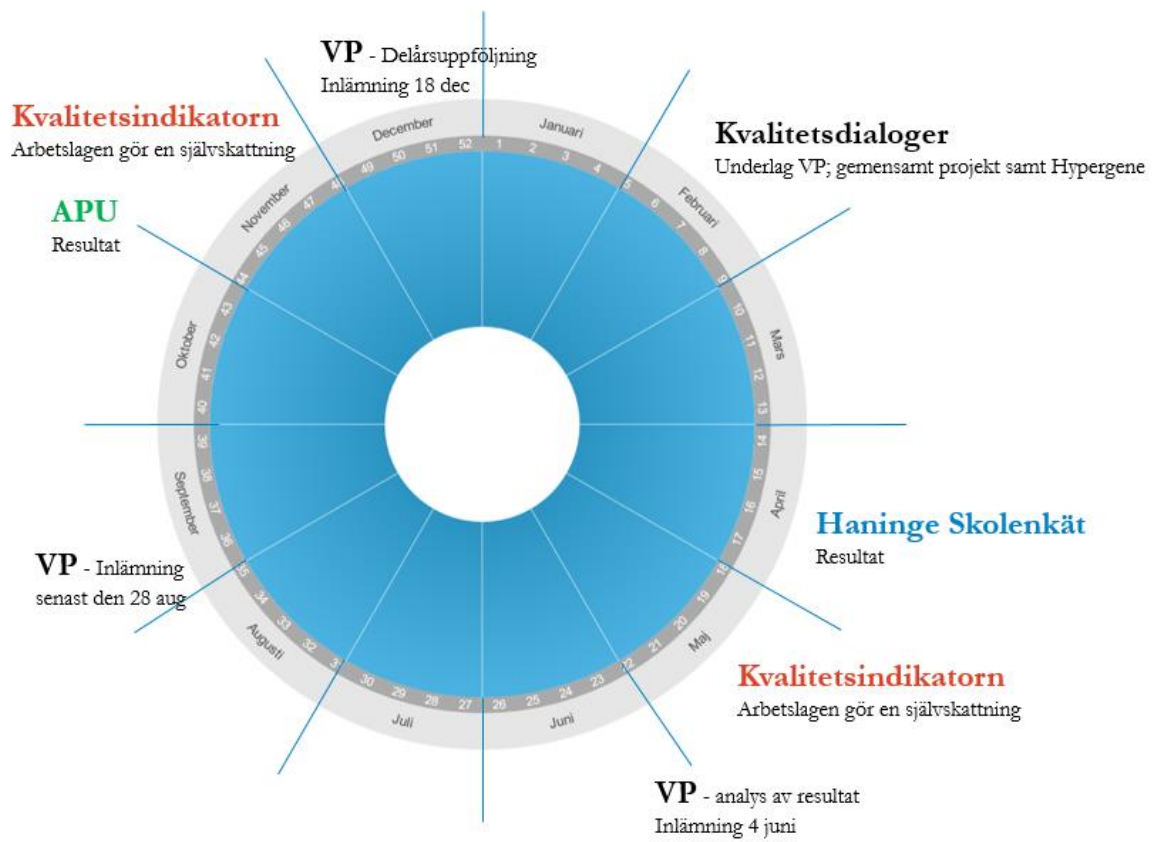 VP - Delårsuppföljning
Inlämning 18 dec
Kvalitetsindikatorn
Arbetslagen gör en självskattning
APU
Resultat
Kvalitetsdialoger
Underlag VP; gemensamt projekt samt Hypergene
Haninge Skolenkät
Resultat
Kvalitetsindikatorn
Arbetslagen gör en självskattning
VP - analys av resultat
Inlämning 4 juni
VP - Inlämning
senast den 28 aug
Januari
Februari
Mars
April
Maj
Juni
Juli
Augusti
September
Oktober
November
December
1
2
3
4
5
6
7
8
9
10
11
12
13
14
15
16
17
18
19
20
21
22
23
24
25
26
27
28
29
30
32
33
34
35
36
37
38
39
40
41
42
43
44
45
46
47
48
49
50
51
52